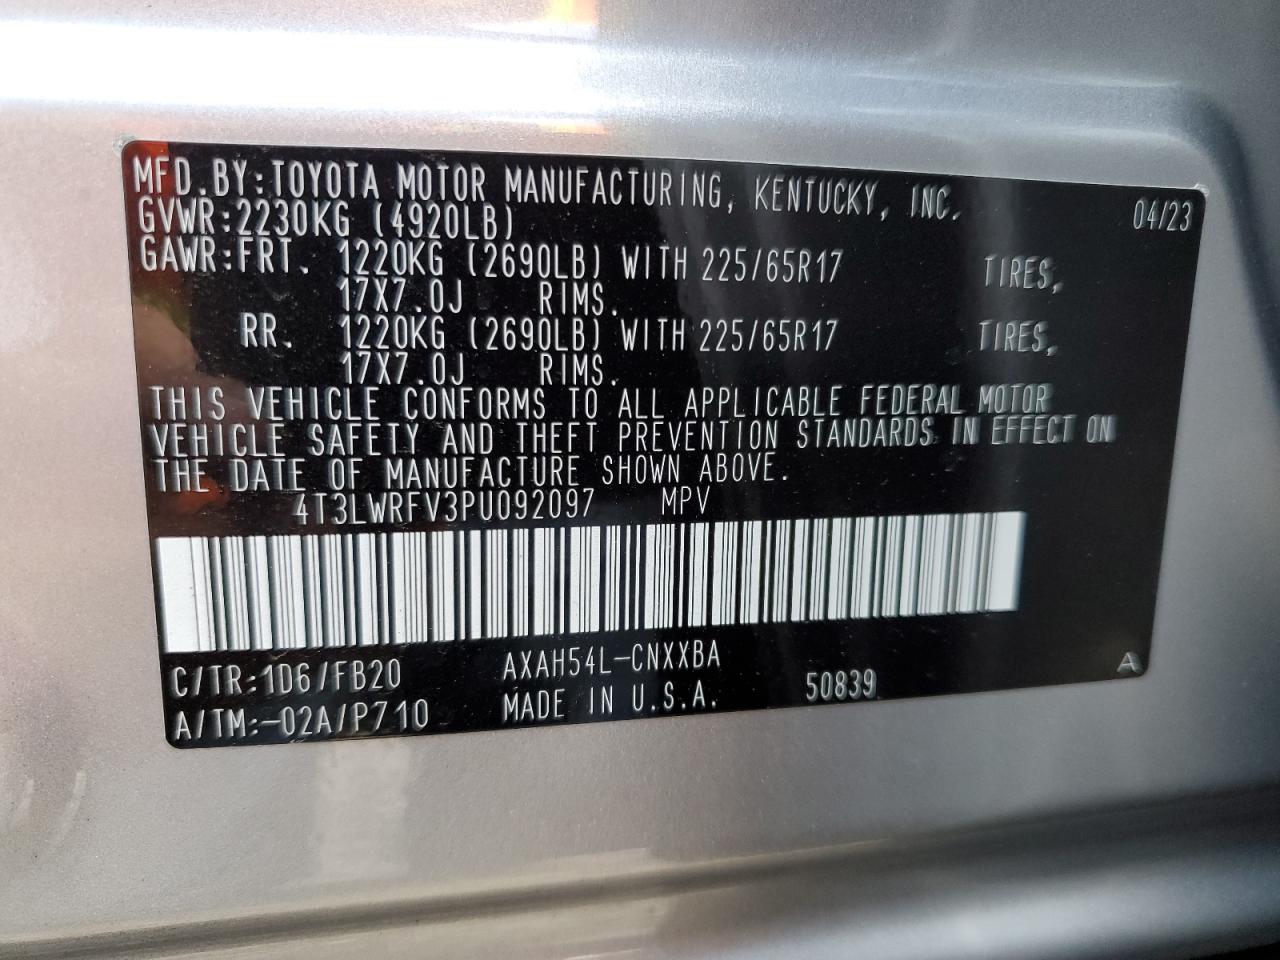 MFD.BY:TOYOTA MOTOR MANUFACTURING, KENTUCKY, INC. 04/23
GVWR:2230KG (4920LB)
GAWR:FRT. 1220KG (2690LB) WITH 225/65R17 TIRES,
17X7.0J RIMS.
RR. 1220KG (2690LB) WITH 225/65R17 TIRES,
17X7.0J RIMS.
THIS VEHICLE CONFORMS TO ALL APPLICABLE FEDERAL MOTOR
VEHICLE SAFETY AND THEFT PREVENTION STANDARDS IN EFFECT ON
THE DATE OF MANUFACTURE SHOWN ABOVE.
4T3LWRFV3PU092097 MPV
C/TR:1D6/FB20 AXAH54L-CNXXBA A
A/TM:-02A/P710 MADE IN U.S.A. 50839